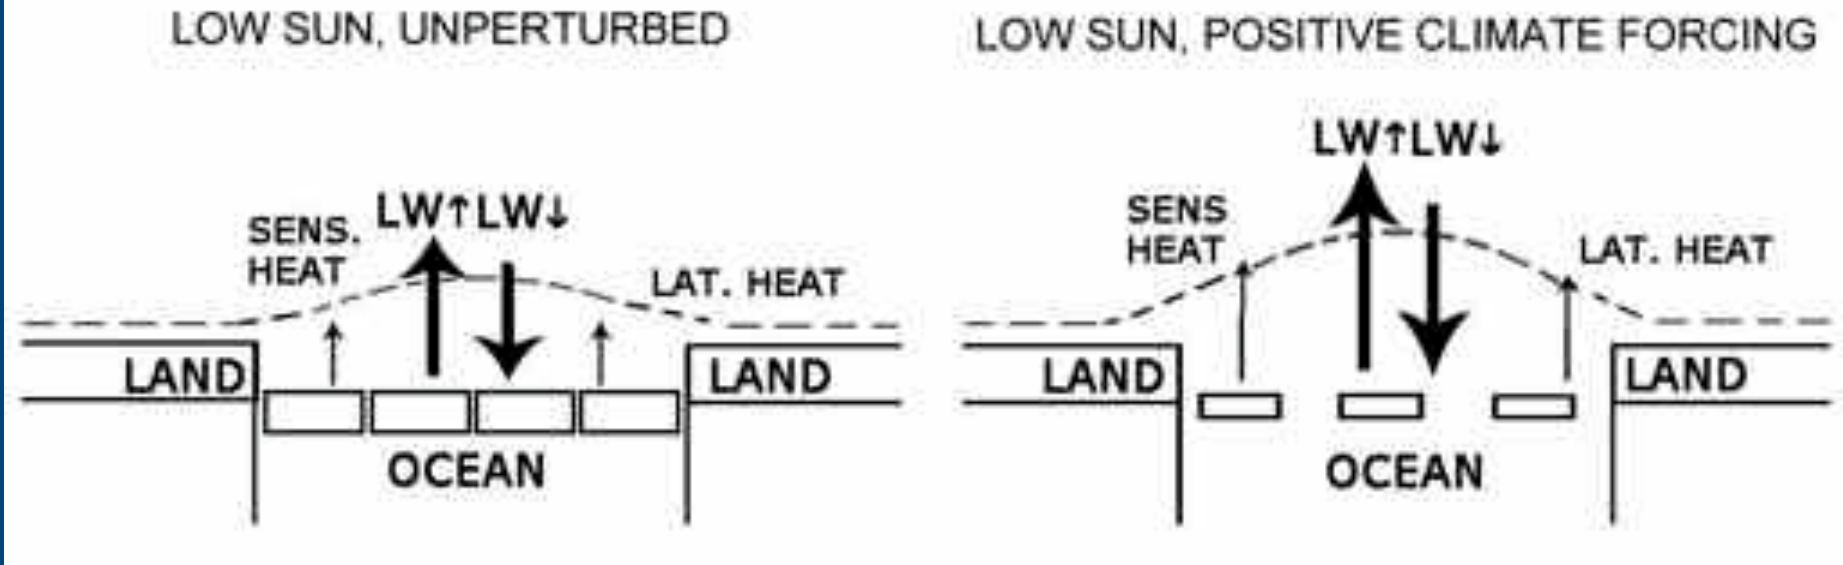 LOW SUN, UNPERTURBED
LW↑LW↓
SENS.
HEAT
LAT. HEAT
LAND
LAND
OCEAN
LOW SUN, POSITIVE CLIMATE FORCING
LW↑LW↓
SENS
HEAT
LAT. HEAT
LAND
LAND
OCEAN